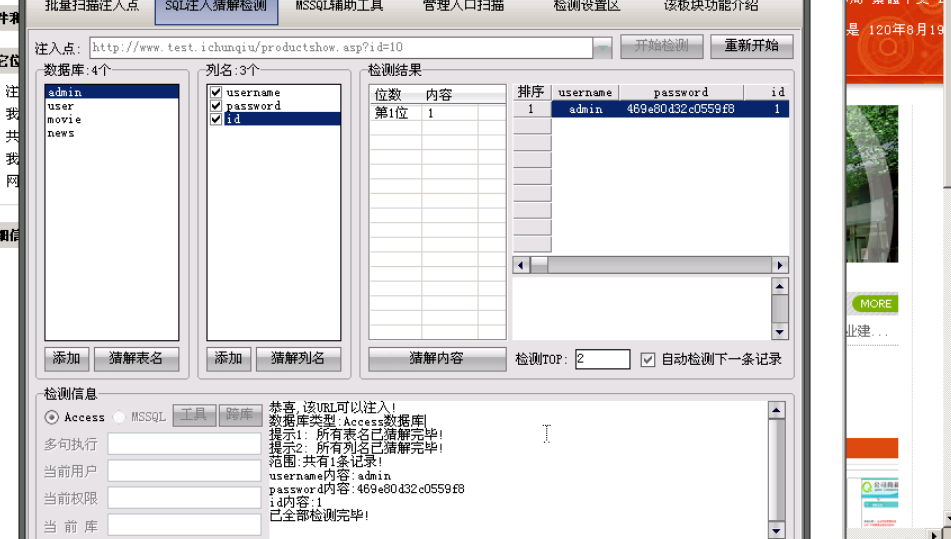 批量扫描注入点 SQL注入猜解检测 MSSQL辅助工具 管理入口扫描 检测设置区 该板块功能介绍
注入点: http://www.test.ichunqiu/productshow.asp?id=10 开始检测 重新开始
数据库:4个
admin
user
movie
news
添加 猜解表名
列名:3个
username
password
id
添加 猜解列名
检测结果
位数 内容
第1位 1
猜解内容
排序 username password id
1 admin 469e80d32c0559f8 1
检测TOP: 2 自动检测下一条记录
检测信息
Access MSSQL 工具 跨库
多句执行
当前用户
当前权限
当 前 库
恭喜,该URL可以注入!
数据库类型:Access数据库
提示1: 所有表名已猜解完毕!
提示2: 所有列名已猜解完毕!
范围:共有1条记录!
username内容:admin
password内容:469e80d32c0559f8
id内容:1
已全部检测完毕!
是 120年8月19
MORE
业建...
注
我
共
我
网